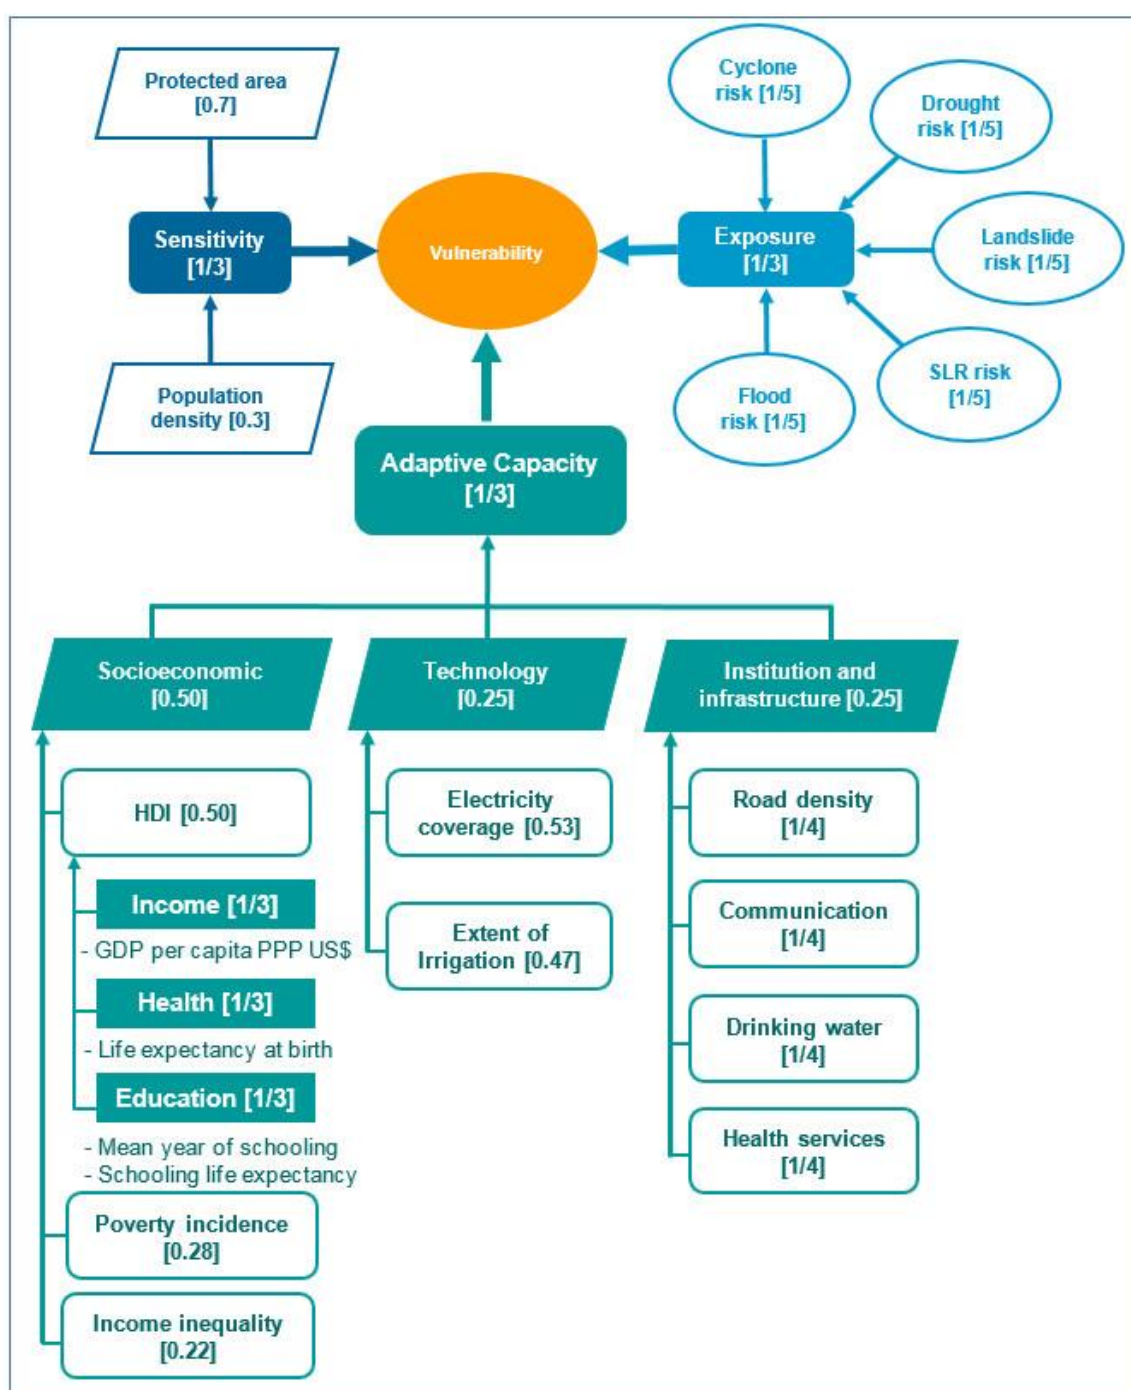 Protected area
[0.7]
Cyclone
risk [1/5]
Drought
risk [1/5]
Sensitivity
[1/3]
Vulnerability
Exposure
[1/3]
Landslide
risk [1/5]
Population
density [0.3]
Flood
risk [1/5]
SLR risk
[1/5]
Adaptive Capacity
[1/3]
Socioeconomic
[0.50]
Technology
[0.25]
Institution and
infrastructure [0.25]
HDI [0.50]
Income [1/3]
- GDP per capita PPP US$
Health [1/3]
- Life expectancy at birth
Education [1/3]
- Mean year of schooling
- Schooling life expectancy
Poverty incidence
[0.28]
Income inequality
[0.22]
Electricity
coverage [0.53]
Extent of
Irrigation [0.47]
Road density
[1/4]
Communication
[1/4]
Drinking water
[1/4]
Health services
[1/4]